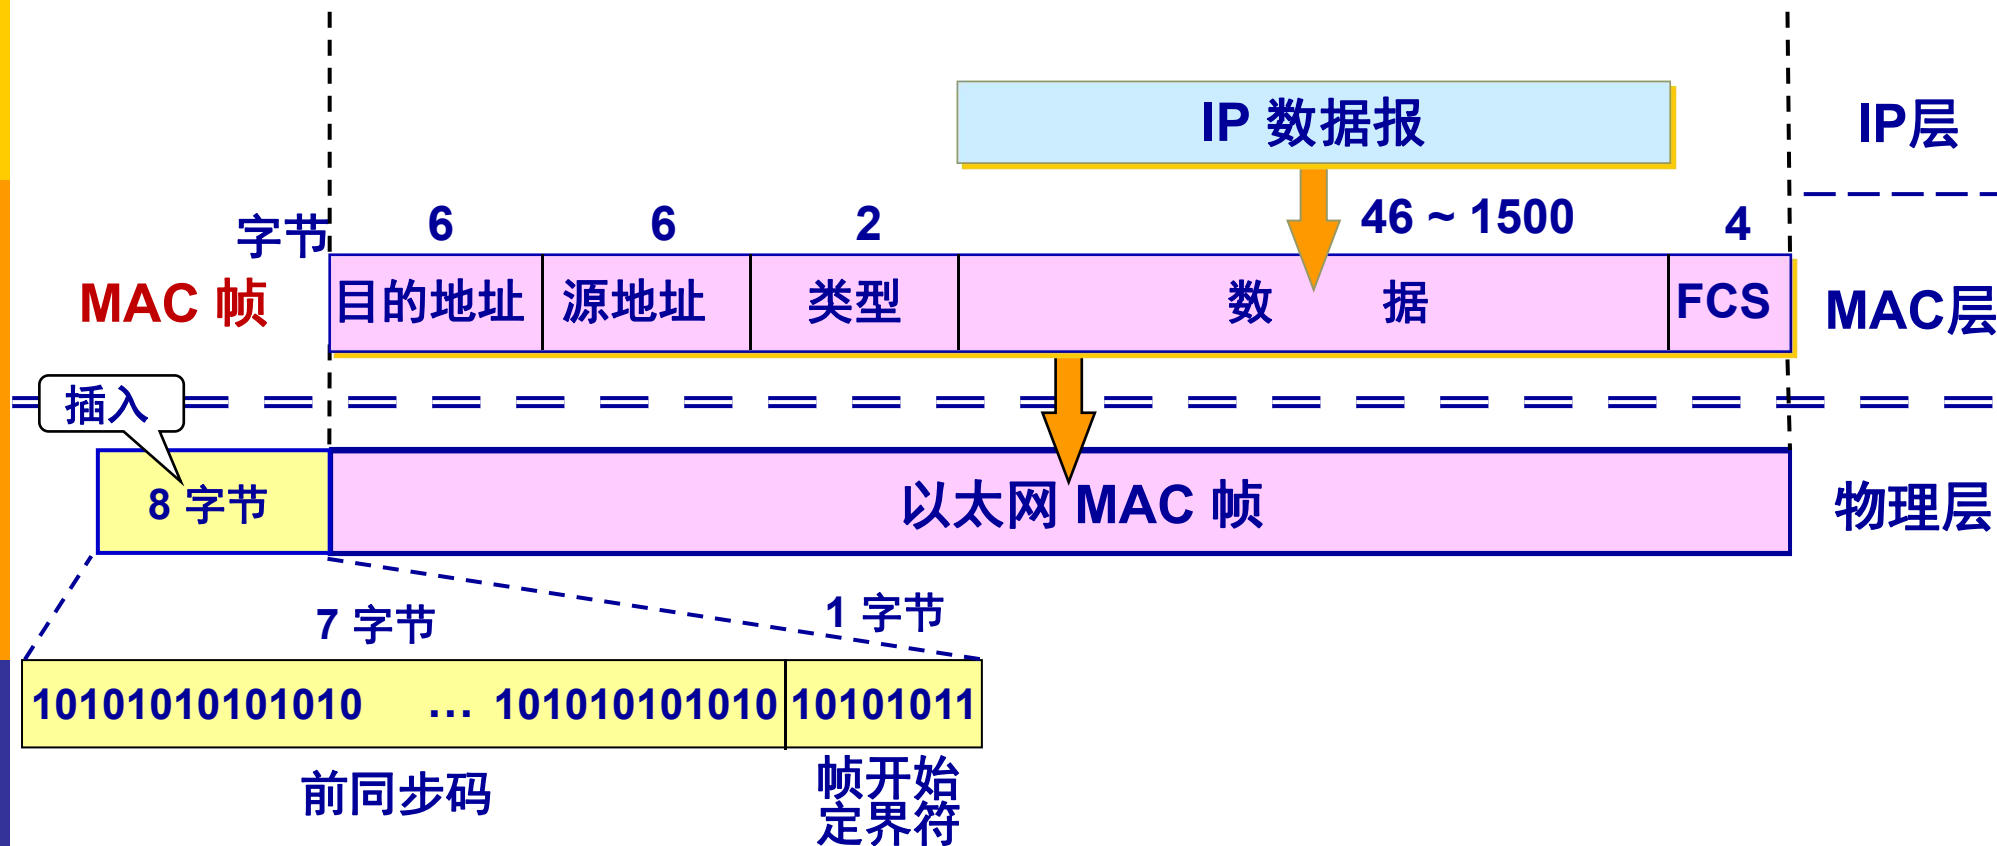 IP 数据报
IP层
字节 6 6 2 46 ~ 1500 4
MAC 帧 目的地址 源地址 类型 数 据 FCS MAC层
插入
8 字节 以太网 MAC 帧 物理层
7 字节 1 字节
10101010101010 … 101010101010 10101011
前同步码 帧开始
定界符